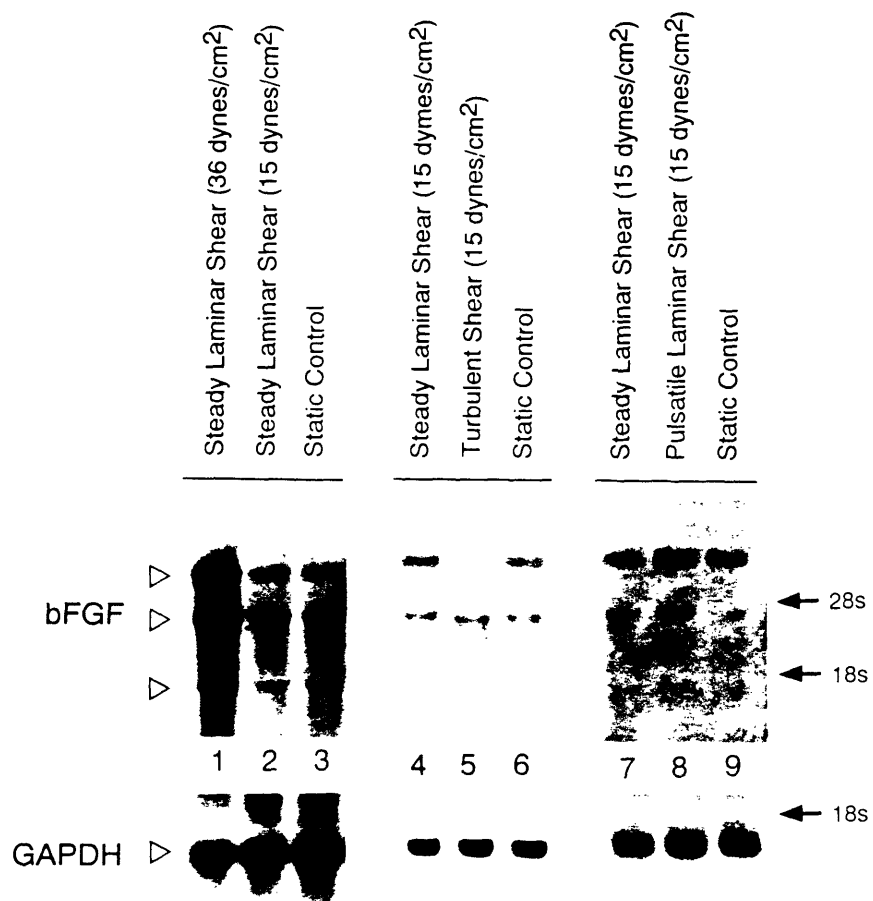 Steady Laminar Shear (36 dynes/cm2)
Steady Laminar Shear (15 dynes/cm2)
Static Control
Steady Laminar Shear (15 dymes/cm2)
Turbulent Shear (15 dynes/cm2)
Static Control
Steady Laminar Shear (15 dymes/cm2)
Pulsatile Laminar Shear (15 dynes/cm2)
Static Control
bFGF
28s
18s
1 2 3 4 5 6 7 8 9
18s
GAPDH